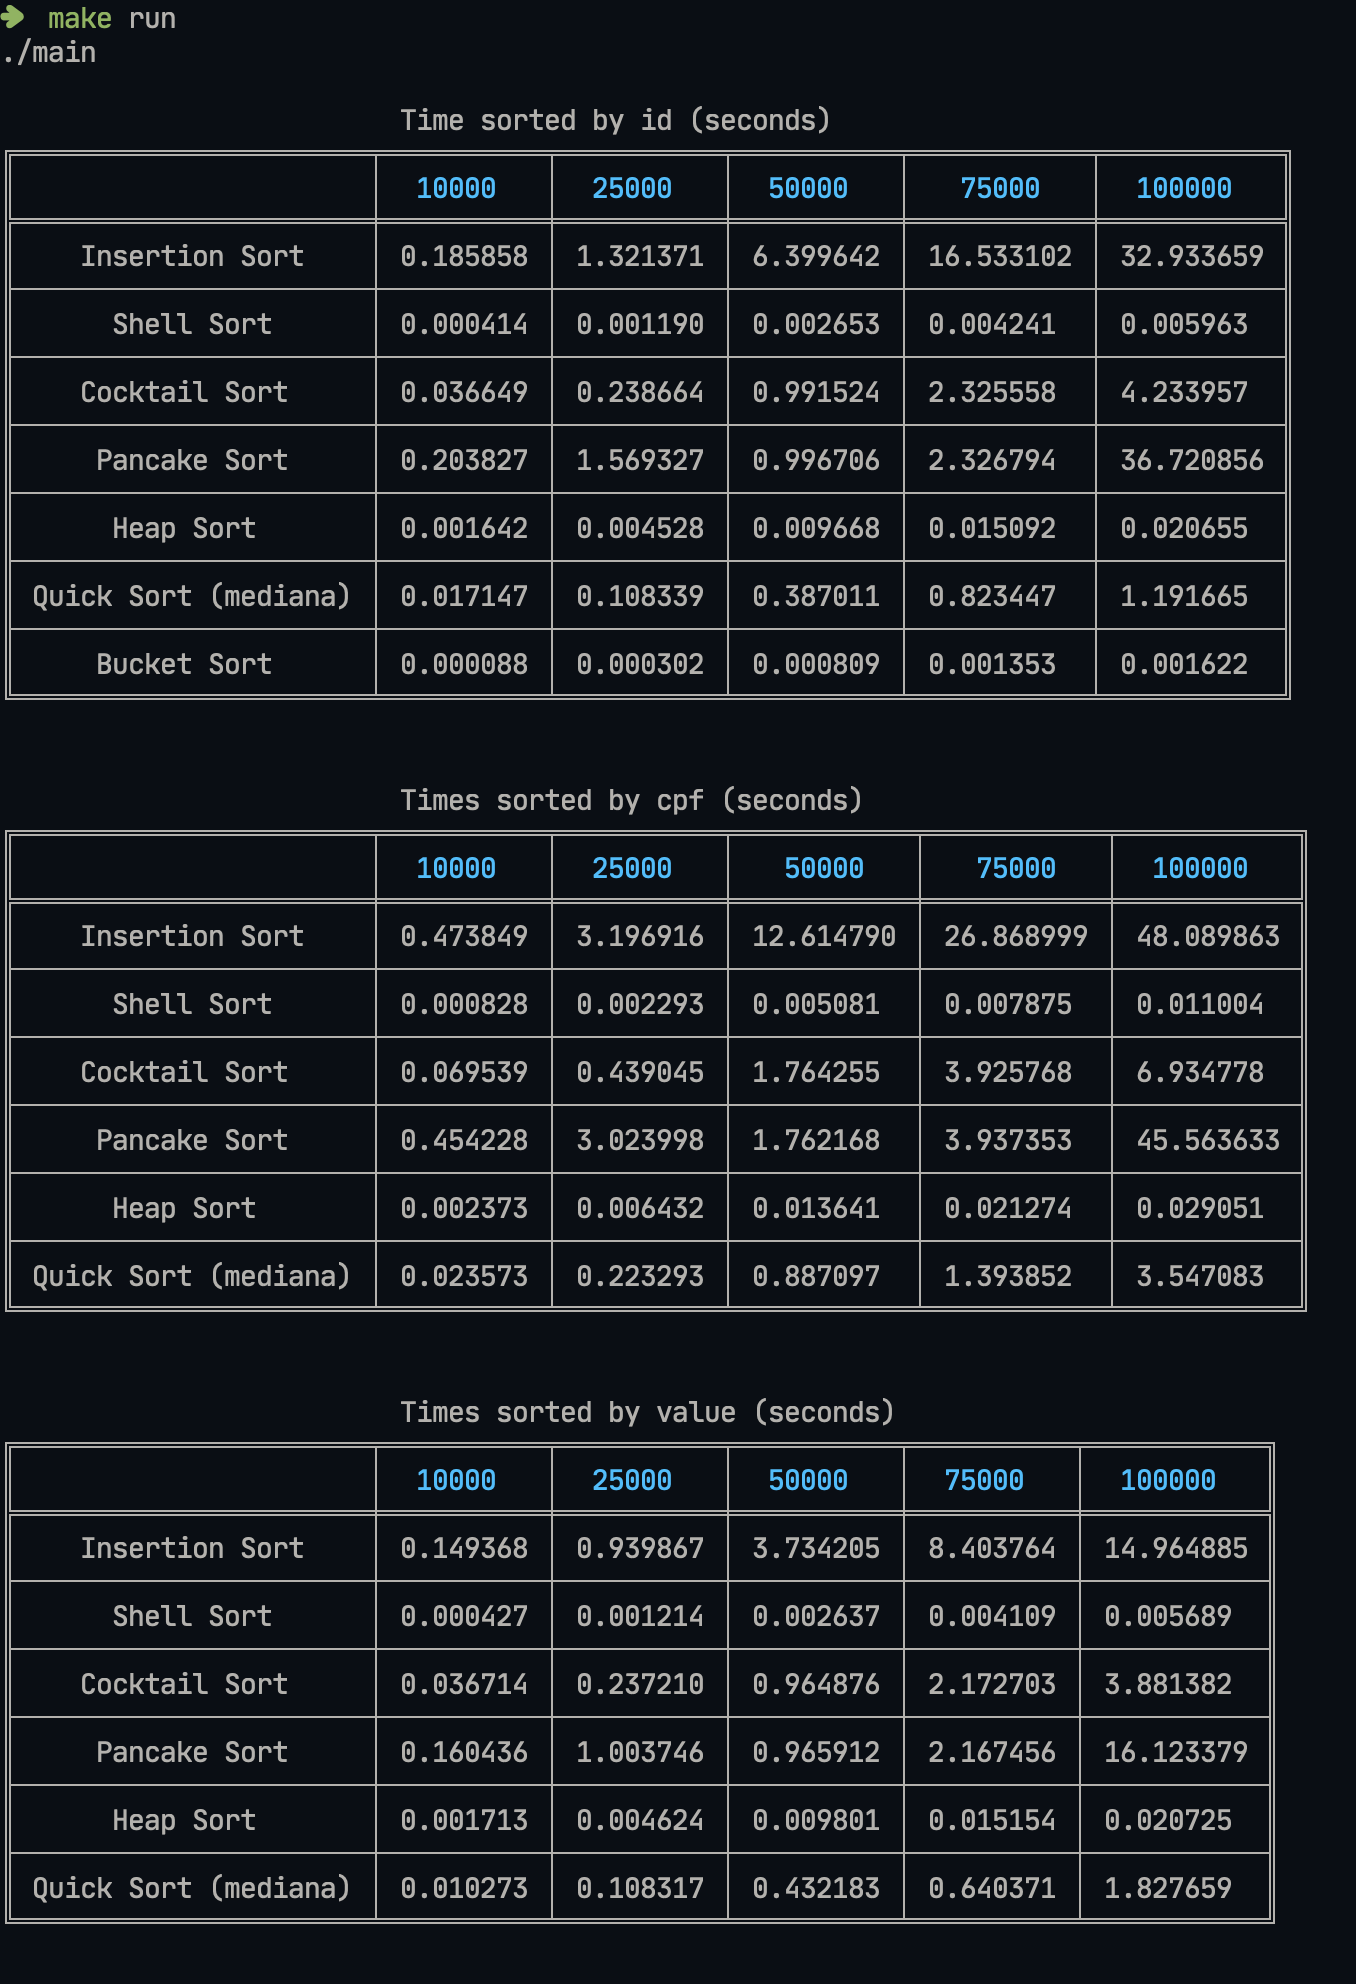 ➜ make run
./main
Time sorted by id (seconds)
10000 25000 50000 75000 100000
Insertion Sort 0.185858 1.321371 6.399642 16.533102 32.933659
Shell Sort 0.000414 0.001190 0.002653 0.004241 0.005963
Cocktail Sort 0.036649 0.238664 0.991524 2.325558 4.233957
Pancake Sort 0.203827 1.569327 0.996706 2.326794 36.720856
Heap Sort 0.001642 0.004528 0.009668 0.015092 0.020655
Quick Sort (mediana) 0.017147 0.108339 0.387011 0.823447 1.191665
Bucket Sort 0.000088 0.000302 0.000809 0.001353 0.001622
Times sorted by cpf (seconds)
10000 25000 50000 75000 100000
Insertion Sort 0.473849 3.196916 12.614790 26.868999 48.089863
Shell Sort 0.000828 0.002293 0.005081 0.007875 0.011004
Cocktail Sort 0.069539 0.439045 1.764255 3.925768 6.934778
Pancake Sort 0.454228 3.023998 1.762168 3.937353 45.563633
Heap Sort 0.002373 0.006432 0.013641 0.021274 0.029051
Quick Sort (mediana) 0.023573 0.223293 0.887097 1.393852 3.547083
Times sorted by value (seconds)
10000 25000 50000 75000 100000
Insertion Sort 0.149368 0.939867 3.734205 8.403764 14.964885
Shell Sort 0.000427 0.001214 0.002637 0.004109 0.005689
Cocktail Sort 0.036714 0.237210 0.964876 2.172703 3.881382
Pancake Sort 0.160436 1.003746 0.965912 2.167456 16.123379
Heap Sort 0.001713 0.004624 0.009801 0.015154 0.020725
Quick Sort (mediana) 0.010273 0.108317 0.432183 0.640371 1.827659